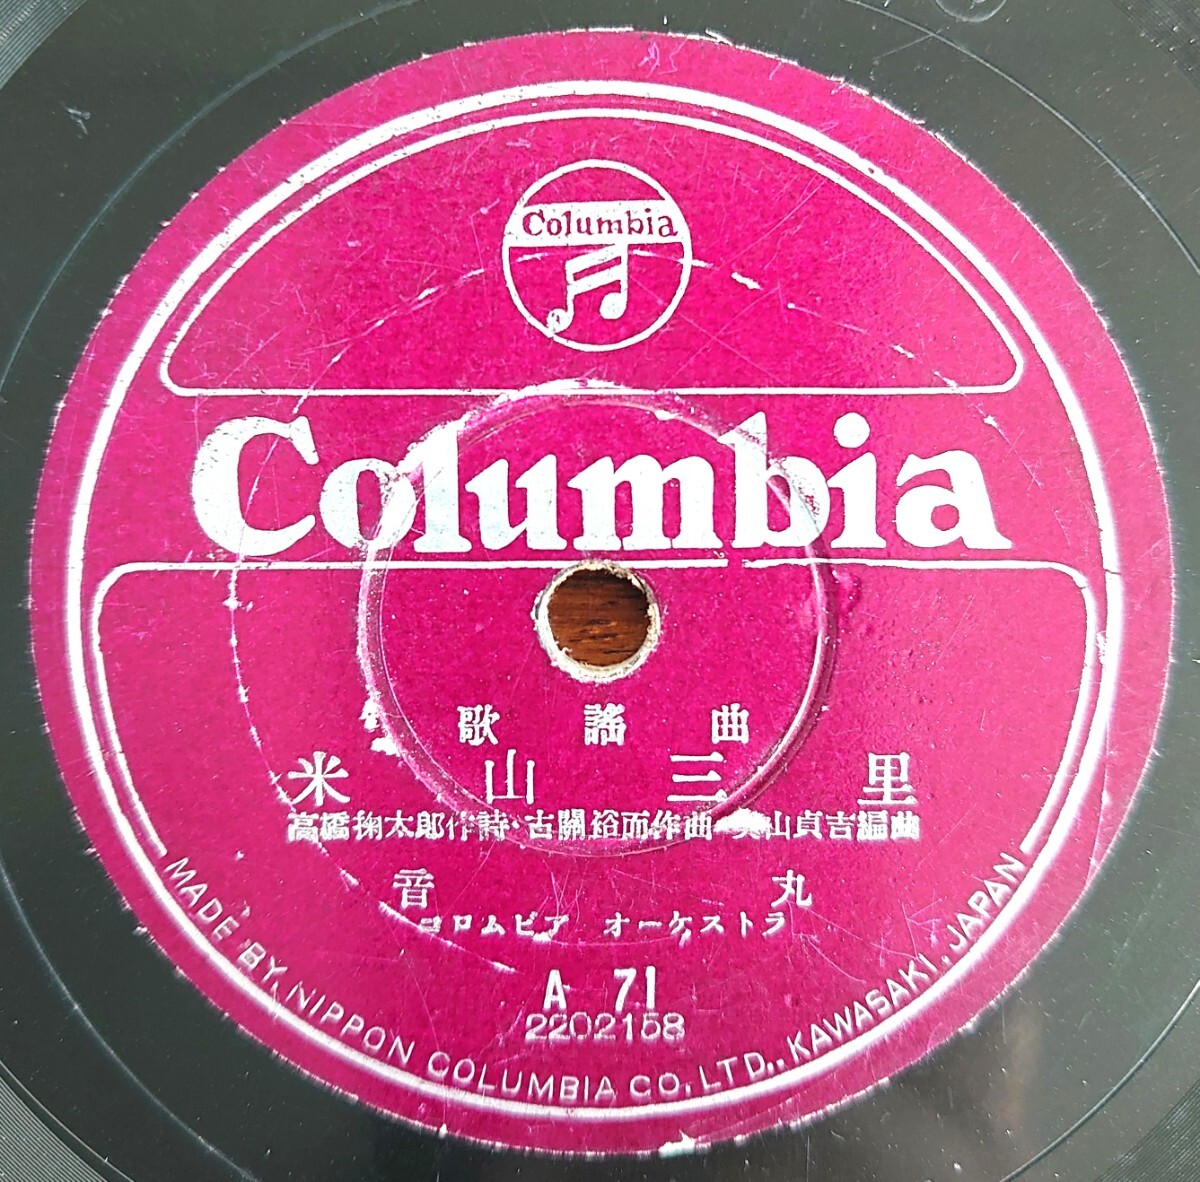 Columbia
Columbia
歌謠曲
米山三里
高橋掬太郎作詩・古關裕而作曲 奥山貞吉編曲
音丸
コロムビア オーケストラ
A 71
2202158
MADE BY, NIPPON COLUMBIA CO, LTD., KAWASAKI, JAPAN